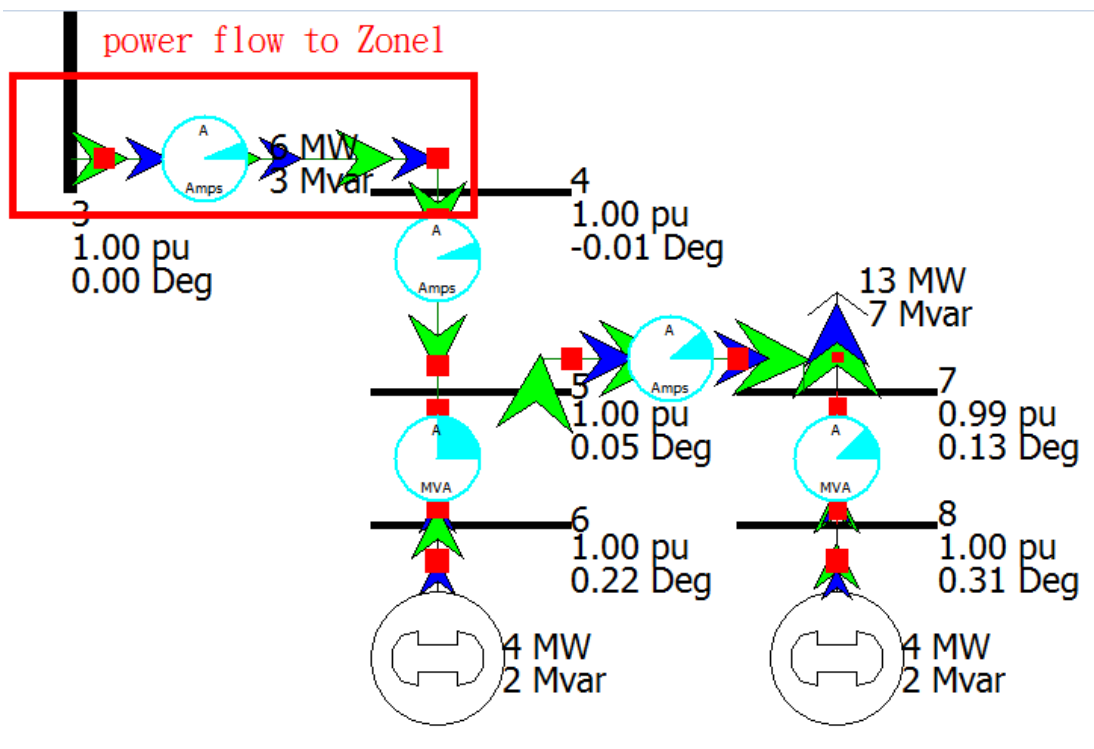 power flow to Zone1
A
Amps
6 MW
3 Mvar
3
1.00 pu
0.00 Deg
4
1.00 pu
-0.01 Deg
A
Amps
13 MW
7 Mvar
A
Amps
5
1.00 pu
0.05 Deg
7
0.99 pu
0.13 Deg
A
MVA
A
MVA
6
1.00 pu
0.22 Deg
8
1.00 pu
0.31 Deg
4 MW
2 Mvar
4 MW
2 Mvar